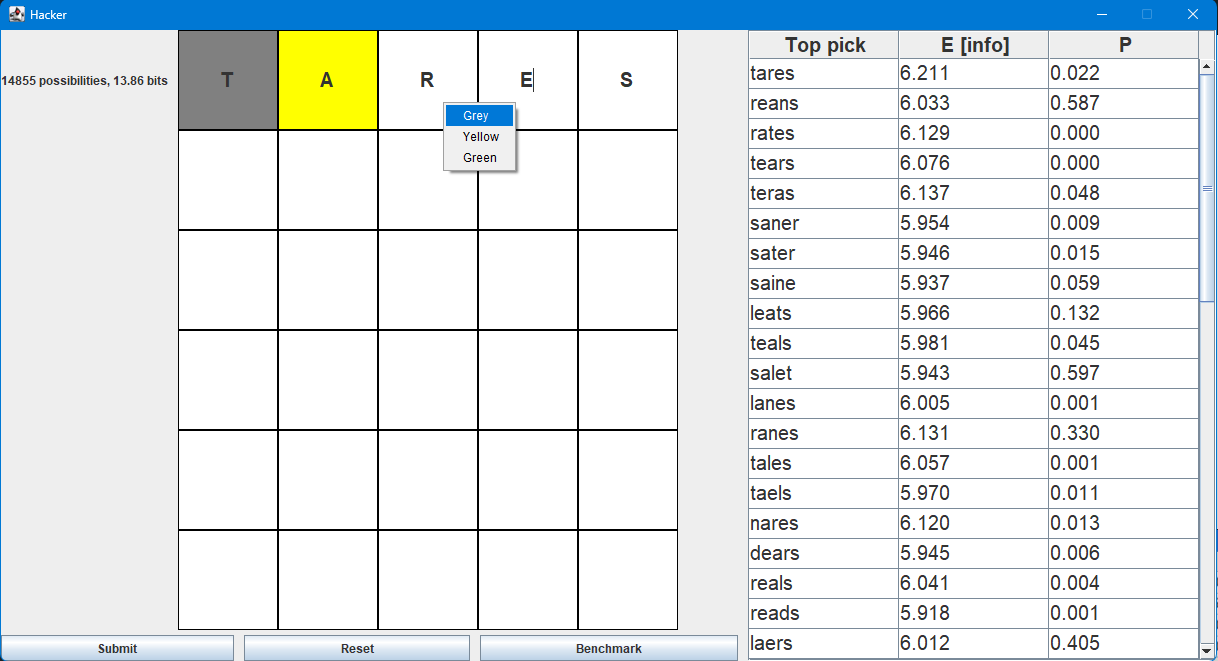 Hacker
14855 possibilities, 13.86 bits
T A R E S
Grey
Yellow
Green
Submit Reset Benchmark
Top pick E [info] P
tares 6.211 0.022
reans 6.033 0.587
rates 6.129 0.000
tears 6.076 0.000
teras 6.137 0.048
saner 5.954 0.009
sater 5.946 0.015
saine 5.937 0.059
leats 5.966 0.132
teals 5.981 0.045
salet 5.943 0.597
lanes 6.005 0.001
ranes 6.131 0.330
tales 6.057 0.001
taels 5.970 0.011
nares 6.120 0.013
dears 5.945 0.006
reals 6.041 0.004
reads 5.918 0.001
laers 6.012 0.405